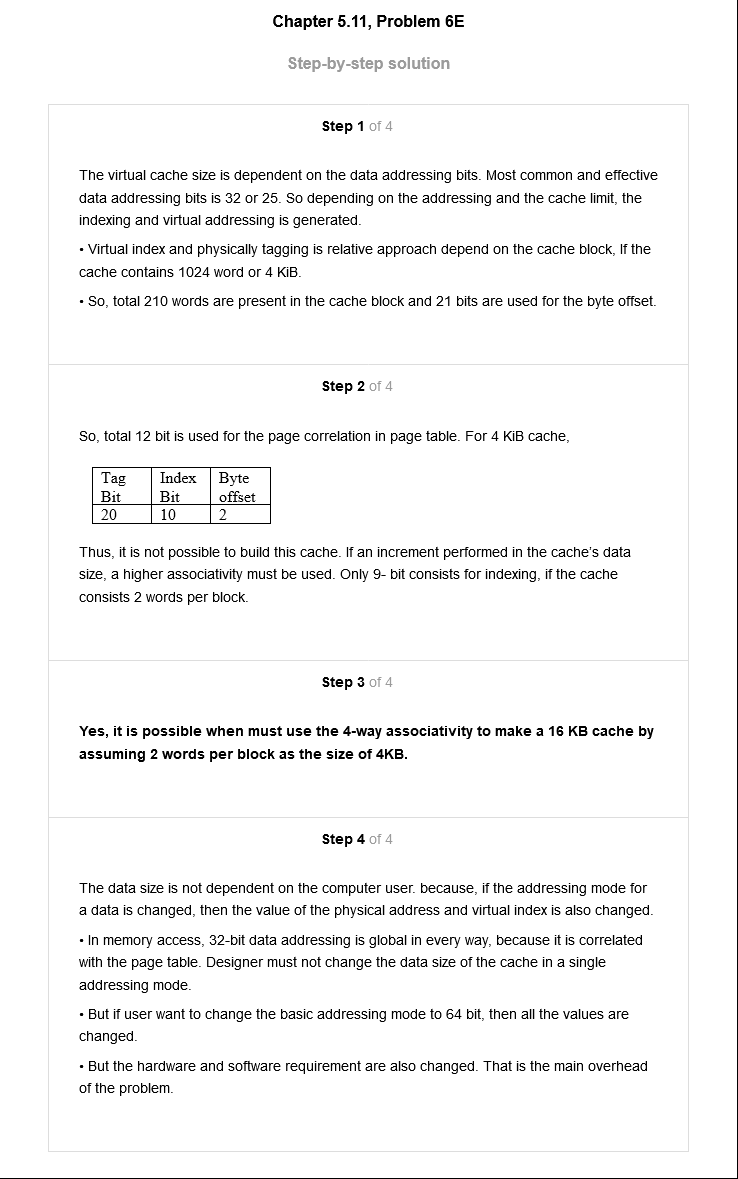 Chapter 5.11, Problem 6E
Step-by-step solution
Step 1 of 4
The virtual cache size is dependent on the data addressing bits. Most common and effective
data addressing bits is 32 or 25. So depending on the addressing and the cache limit, the
indexing and virtual addressing is generated.
• Virtual index and physically tagging is relative approach depend on the cache block, If the
cache contains 1024 word or 4 KiB.
• So, total 210 words are present in the cache block and 21 bits are used for the byte offset.
Step 2 of 4
So, total 12 bit is used for the page correlation in page table. For 4 KiB cache,
Tag Index Byte
Bit Bit offset
20 10 2
Thus, it is not possible to build this cache. If an increment performed in the cache's data
size, a higher associativity must be used. Only 9- bit consists for indexing, if the cache
consists 2 words per block.
Step 3 of 4
Yes, it is possible when must use the 4-way associativity to make a 16 KB cache by
assuming 2 words per block as the size of 4KB.
Step 4 of 4
The data size is not dependent on the computer user. because, if the addressing mode for
a data is changed, then the value of the physical address and virtual index is also changed.
• In memory access, 32-bit data addressing is global in every way, because it is correlated
with the page table. Designer must not change the data size of the cache in a single
addressing mode.
• But if user want to change the basic addressing mode to 64 bit, then all the values are
changed.
• But the hardware and software requirement are also changed. That is the main overhead
of the problem.